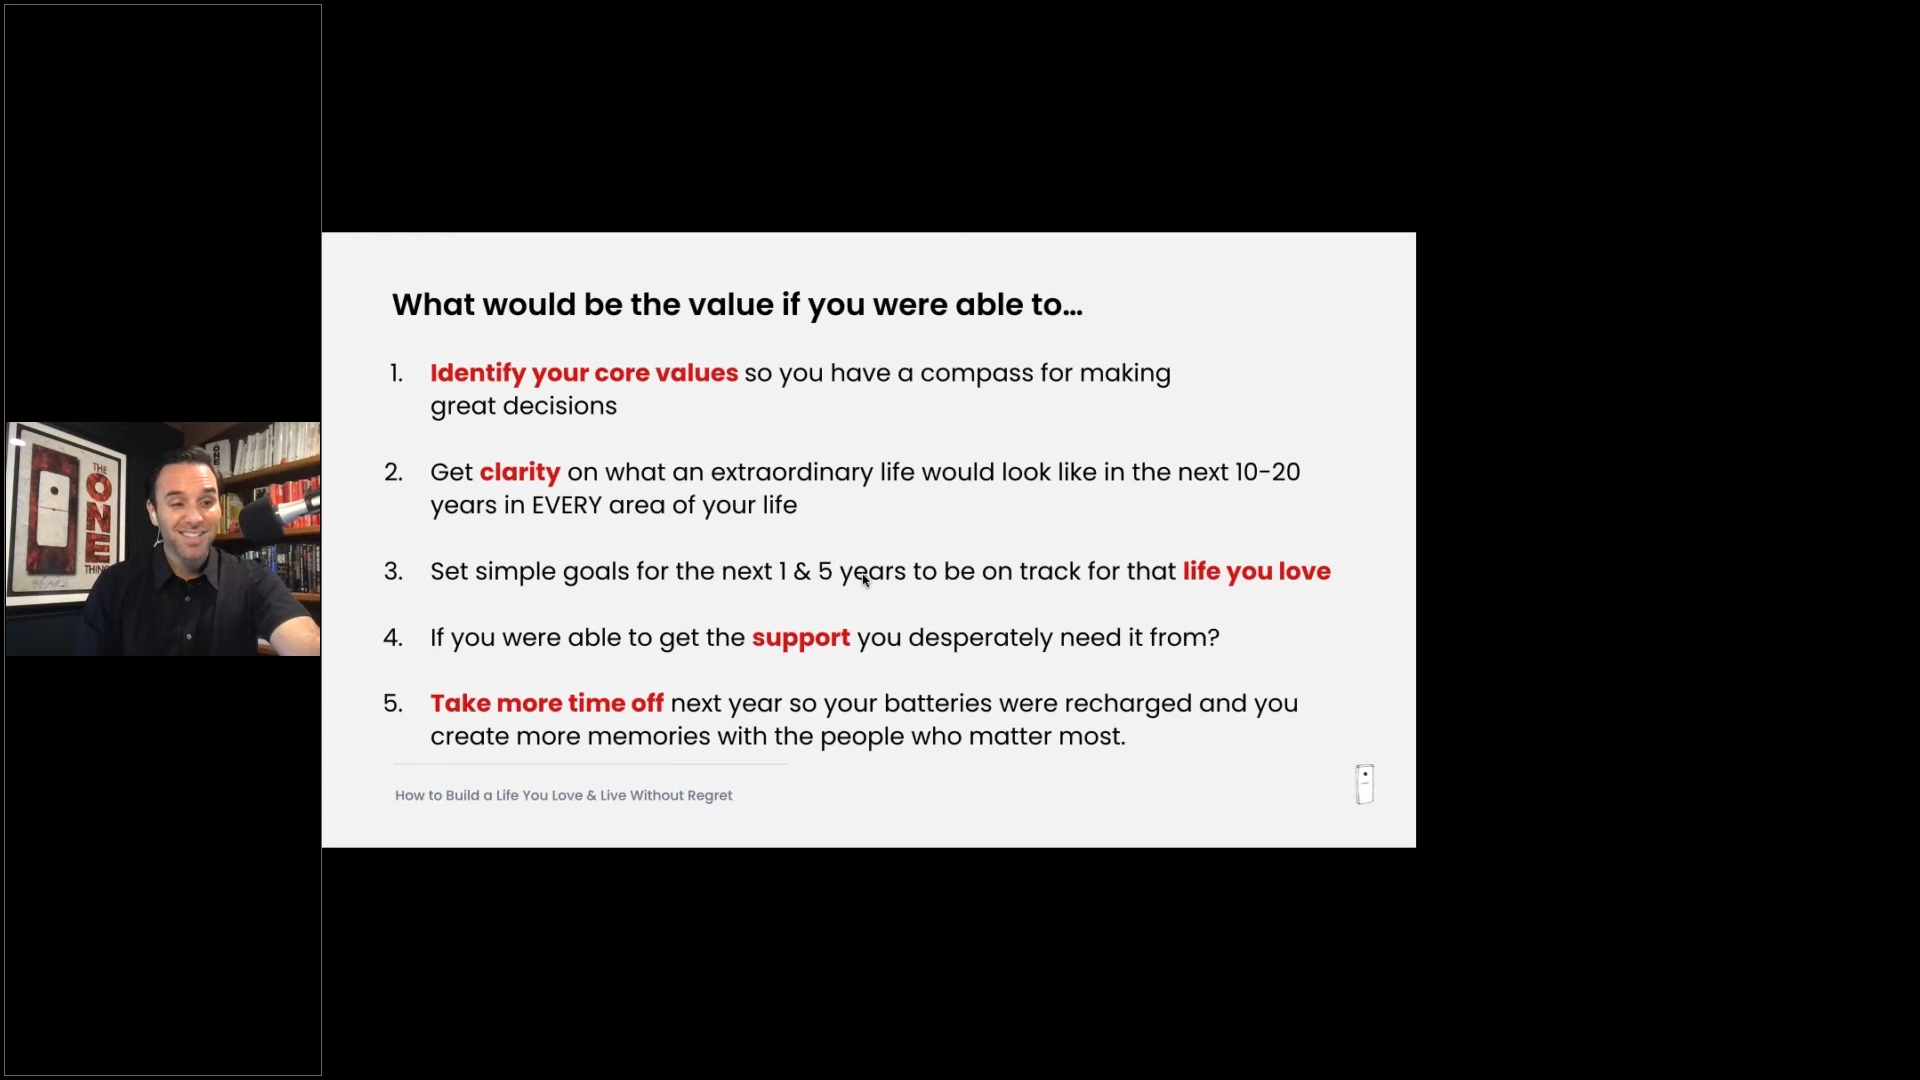 THE
ONE
THING
What would be the value if you were able to…
1. Identify your core values so you have a compass for making
great decisions
2. Get clarity on what an extraordinary life would look like in the next 10-20
years in EVERY area of your life
3. Set simple goals for the next 1 & 5 years to be on track for that life you love
4. If you were able to get the support you desperately need it from?
5. Take more time off next year so your batteries were recharged and you
create more memories with the people who matter most.
How to Build a Life You Love & Live Without Regret